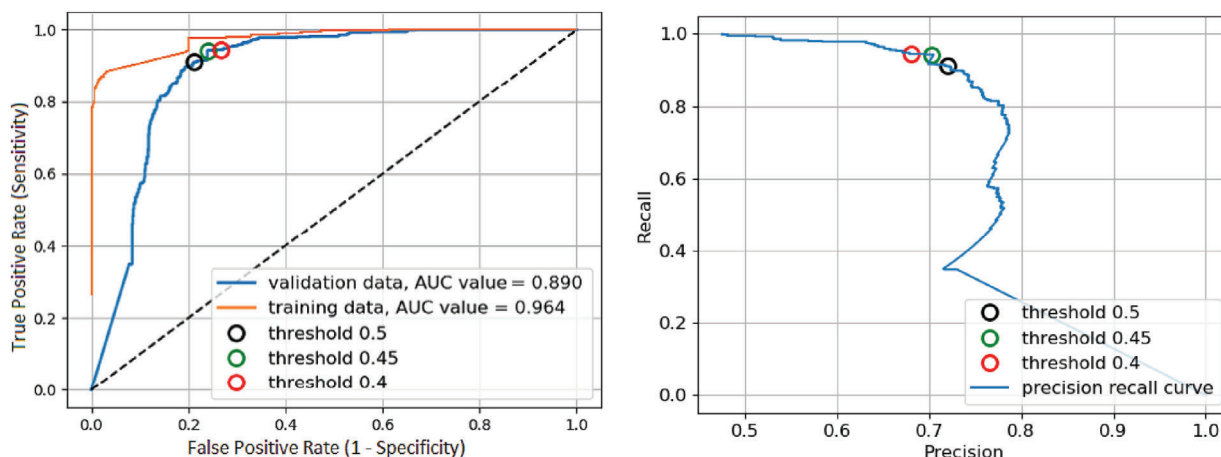 1.0
0.8
0.6
0.4
0.2
0.0
True Positive Rate (Sensitivity)
validation data, AUC value = 0.890
training data, AUC value = 0.964
threshold 0.5
threshold 0.45
threshold 0.4
0.0 0.2 0.4 0.6 0.8 1.0
False Positive Rate (1 - Specificity)
1.0
0.8
0.6
0.4
0.2
0.0
Recall
threshold 0.5
threshold 0.45
threshold 0.4
precision recall curve
0.5 0.6 0.7 0.8 0.9 1.0
Precision